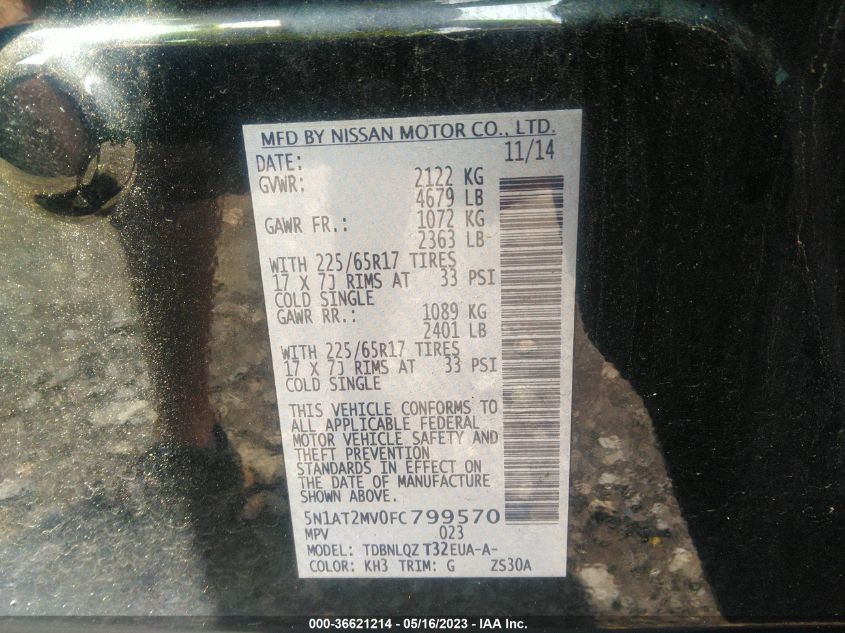 MFD BY NISSAN MOTOR CO., LTD.
DATE: 11/14
GVWR: 2122 KG
4679 LB
GAWR FR.: 1072 KG
2363 LB
WITH 225/65R17 TIRES
17 X 7J RIMS AT 33 PSI
COLD SINGLE
GAWR RR.: 1089 KG
2401 LB
WITH 225/65R17 TIRES
17 X 7J RIMS AT 33 PSI
COLD SINGLE
THIS VEHICLE CONFORMS TO
ALL APPLICABLE FEDERAL
MOTOR VEHICLE SAFETY AND
THEFT PREVENTION
STANDARDS IN EFFECT ON
THE DATE OF MANUFACTURE
SHOWN ABOVE.
5N1AT2MV0FC799570
MPV 023
MODEL: TDBNLQZ T32EUA-A-
COLOR: KH3 TRIM: G ZS30A
000-36621214 - 05/16/2023 - IAA Inc.